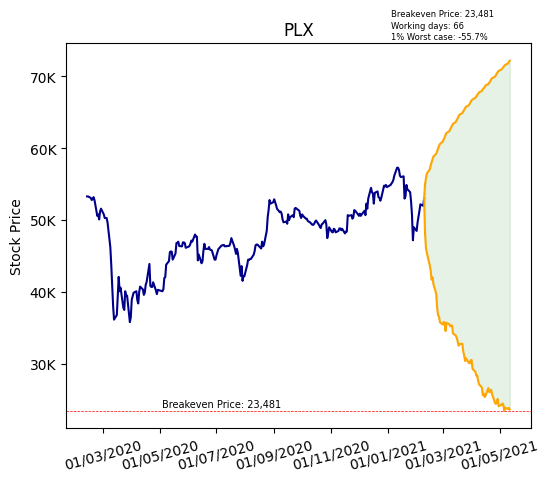 Breakeven Price: 23,481
Working days: 66
1% Worst case: -55.7%
PLX
Stock Price
70K
60K
50K
40K
30K
Breakeven Price: 23,481
01/03/2020
01/05/2020
01/07/2020
01/09/2020
01/11/2020
01/01/2021
01/03/2021
01/05/2021